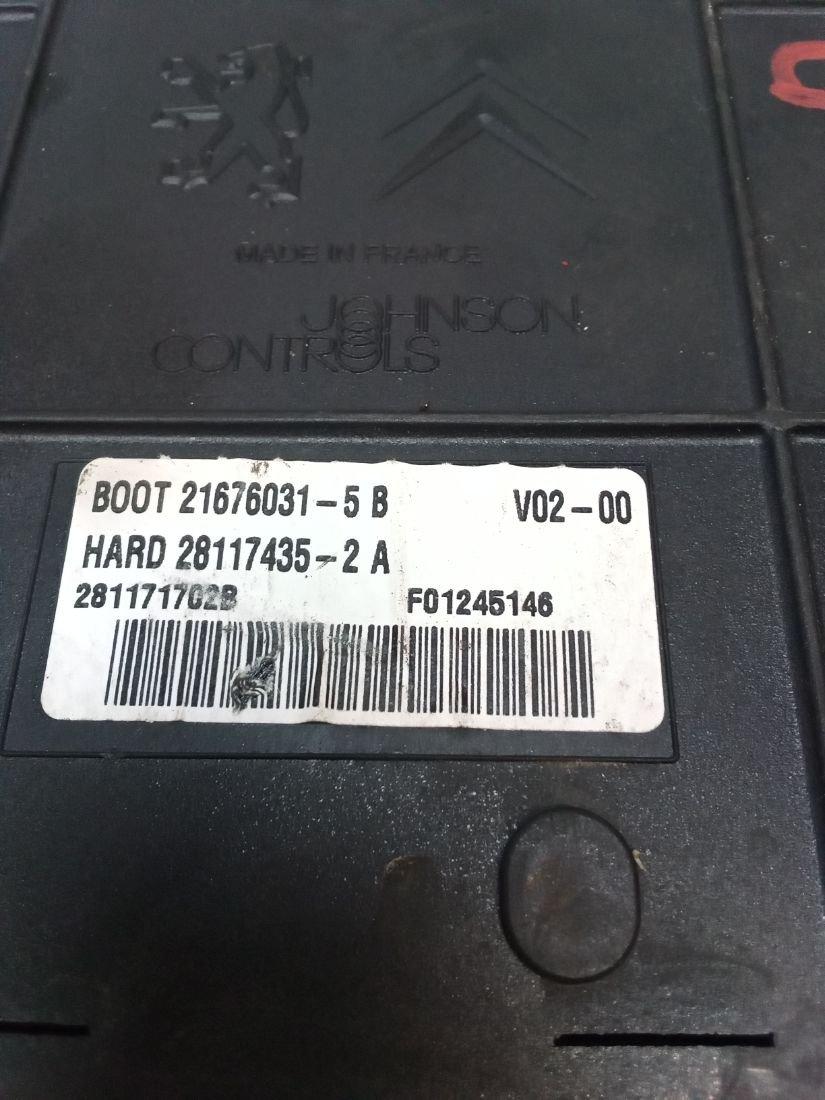 MADE IN FRANCE
JOHNSON
CONTROLS
BOOT 21676031-5 B V02-00
HARD 28117435-2 A
281171702B F01245146